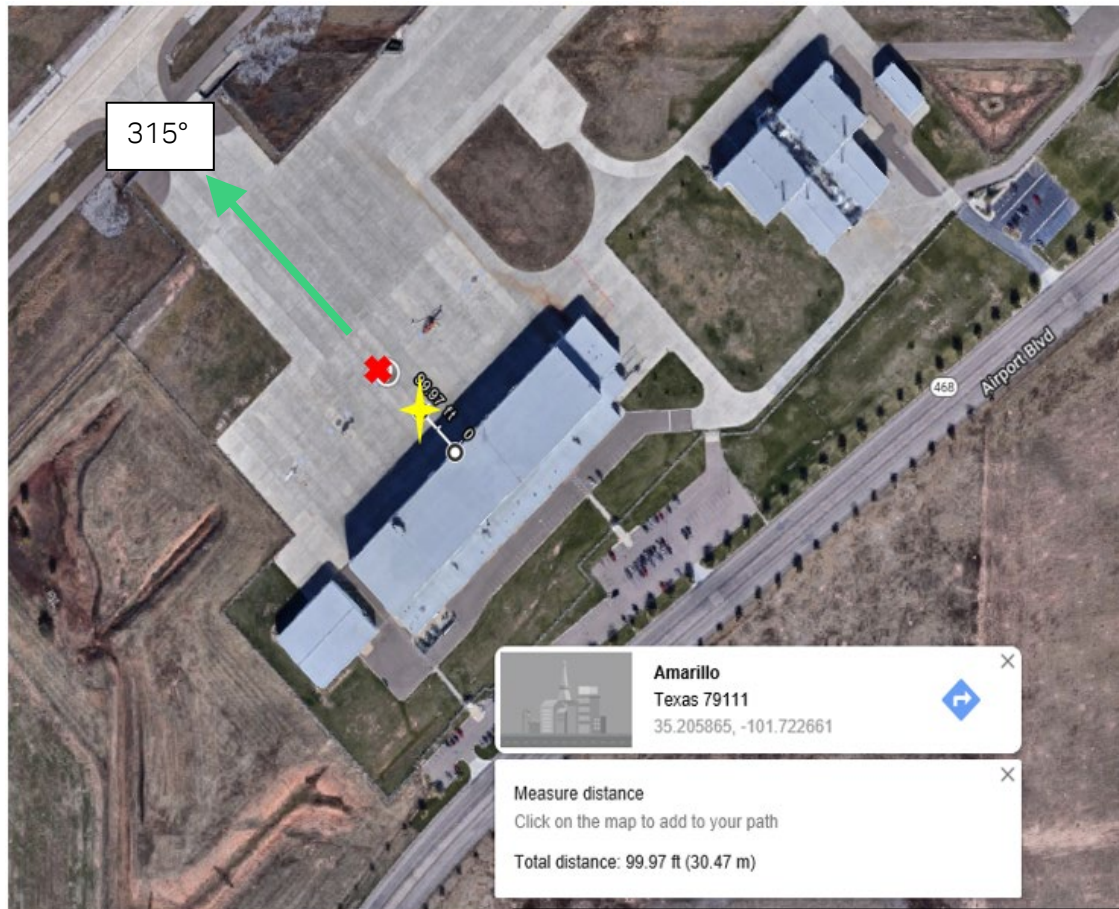 315°
99.97 ft
0
468
Airport Blvd
Amarillo
Texas 79111
35.205865, -101.722661
Measure distance
Click on the map to add to your path
Total distance: 99.97 ft (30.47 m)